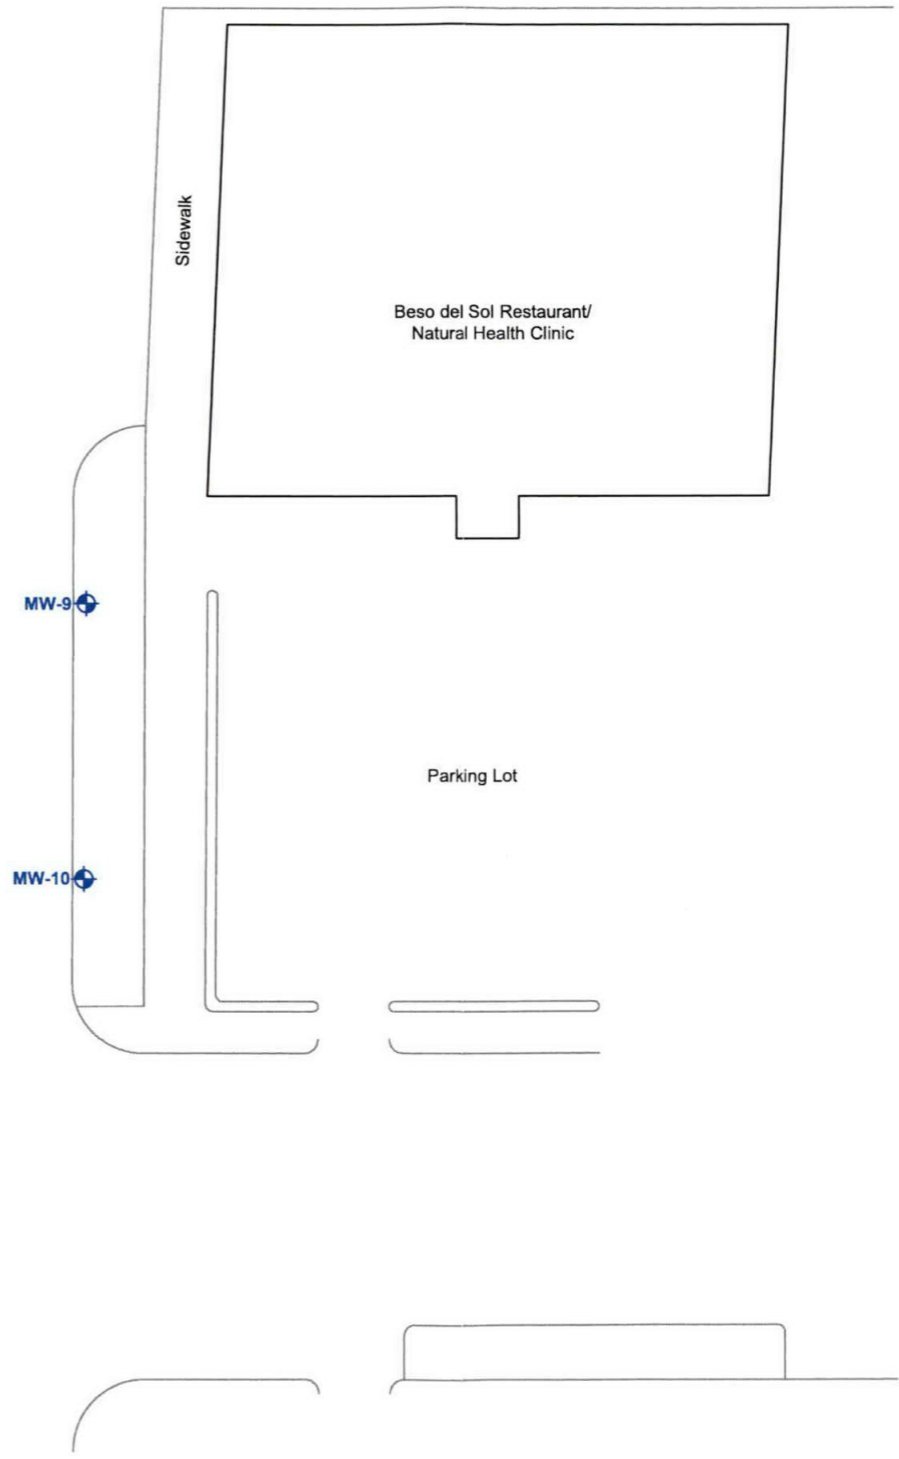 Sidewalk
Beso del Sol Restaurant/
Natural Health Clinic
MW-9
Parking Lot
MW-10